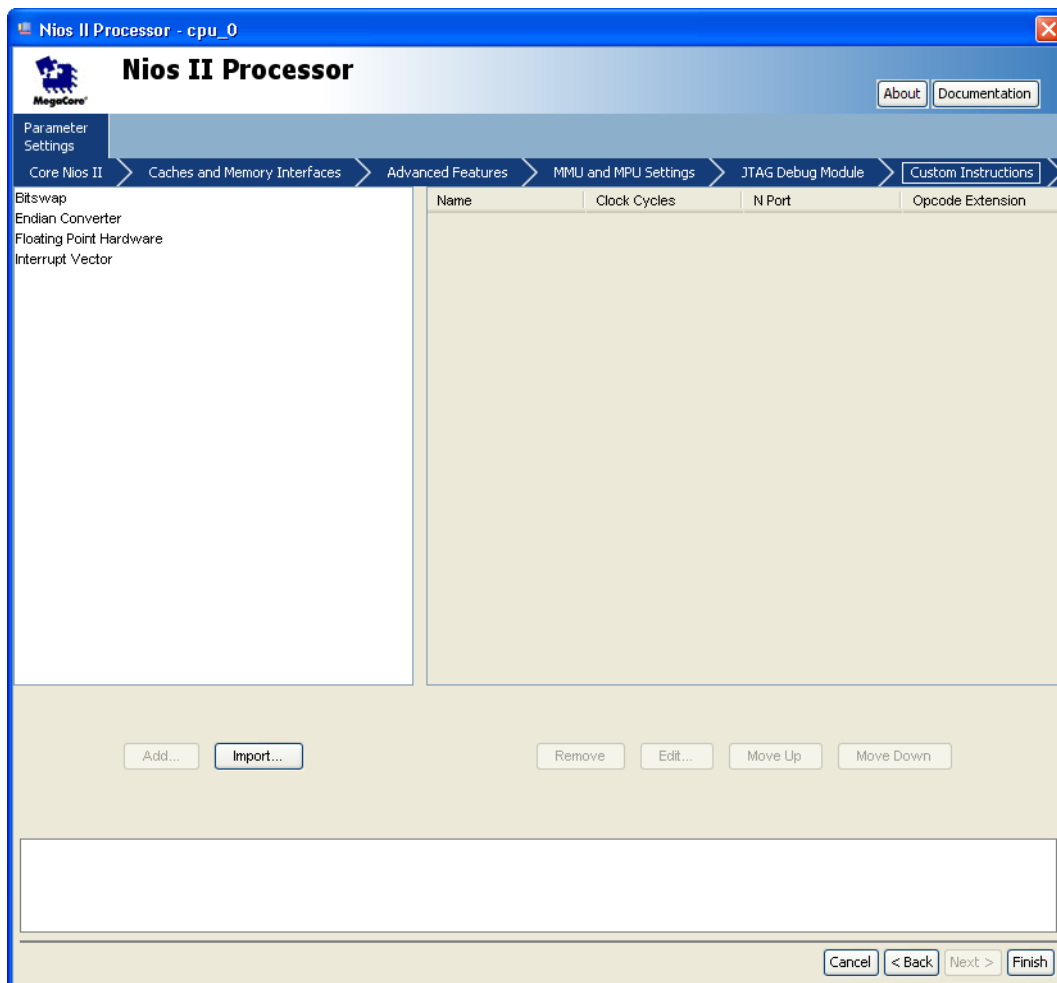 Nios II Processor - cpu_0
Nios II Processor
MegaCore®
About Documentation
Parameter
Settings
Core Nios II Caches and Memory Interfaces Advanced Features MMU and MPU Settings JTAG Debug Module Custom Instructions
Bitswap
Endian Converter
Floating Point Hardware
Interrupt Vector
Name Clock Cycles N Port Opcode Extension
Add... Import... Remove Edit... Move Up Move Down
Cancel < Back Next > Finish